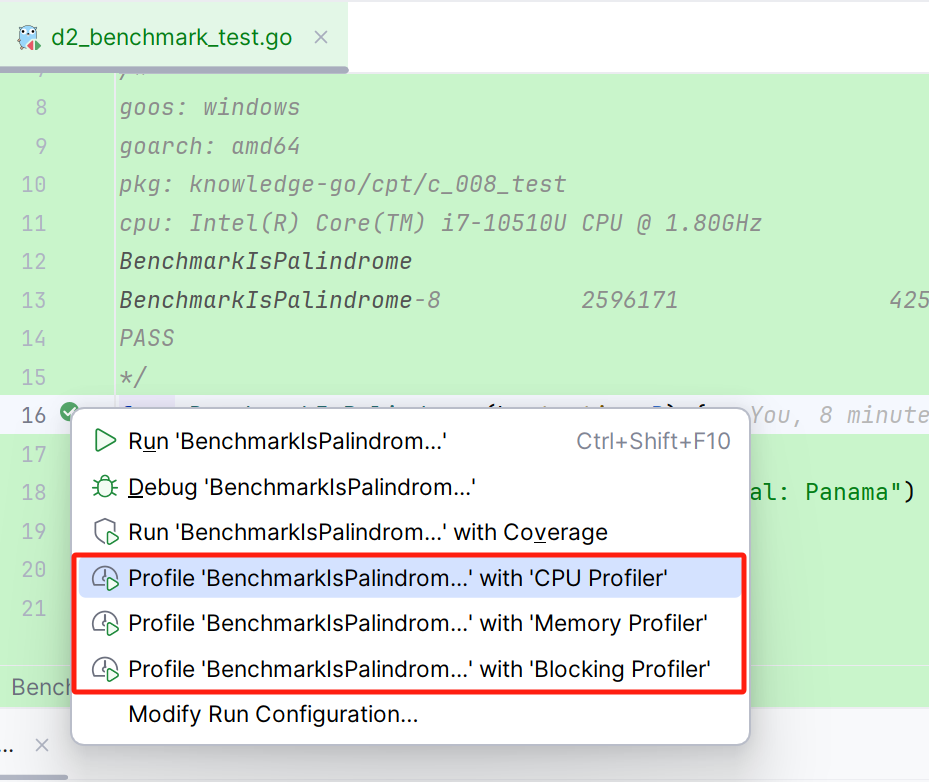 d2_benchmark_test.go
8 goos: windows
9 goarch: amd64
10 pkg: knowledge-go/cpt/c_008_test
11 cpu: Intel(R) Core(TM) i7-10510U CPU @ 1.80GHz
12 BenchmarkIsPalindrome
13 BenchmarkIsPalindrome-8 2596171 425
14 PASS
15 */
16 You, 8 minute
Run 'BenchmarkIsPalindrom...' Ctrl+Shift+F10
17
Debug 'BenchmarkIsPalindrom...'
18 al: Panama")
19
Run 'BenchmarkIsPalindrom...' with Coverage
20
Profile 'BenchmarkIsPalindrom...' with 'CPU Profiler'
21
Profile 'BenchmarkIsPalindrom...' with 'Memory Profiler'
Profile 'BenchmarkIsPalindrom...' with 'Blocking Profiler'
Bench
Modify Run Configuration...
...